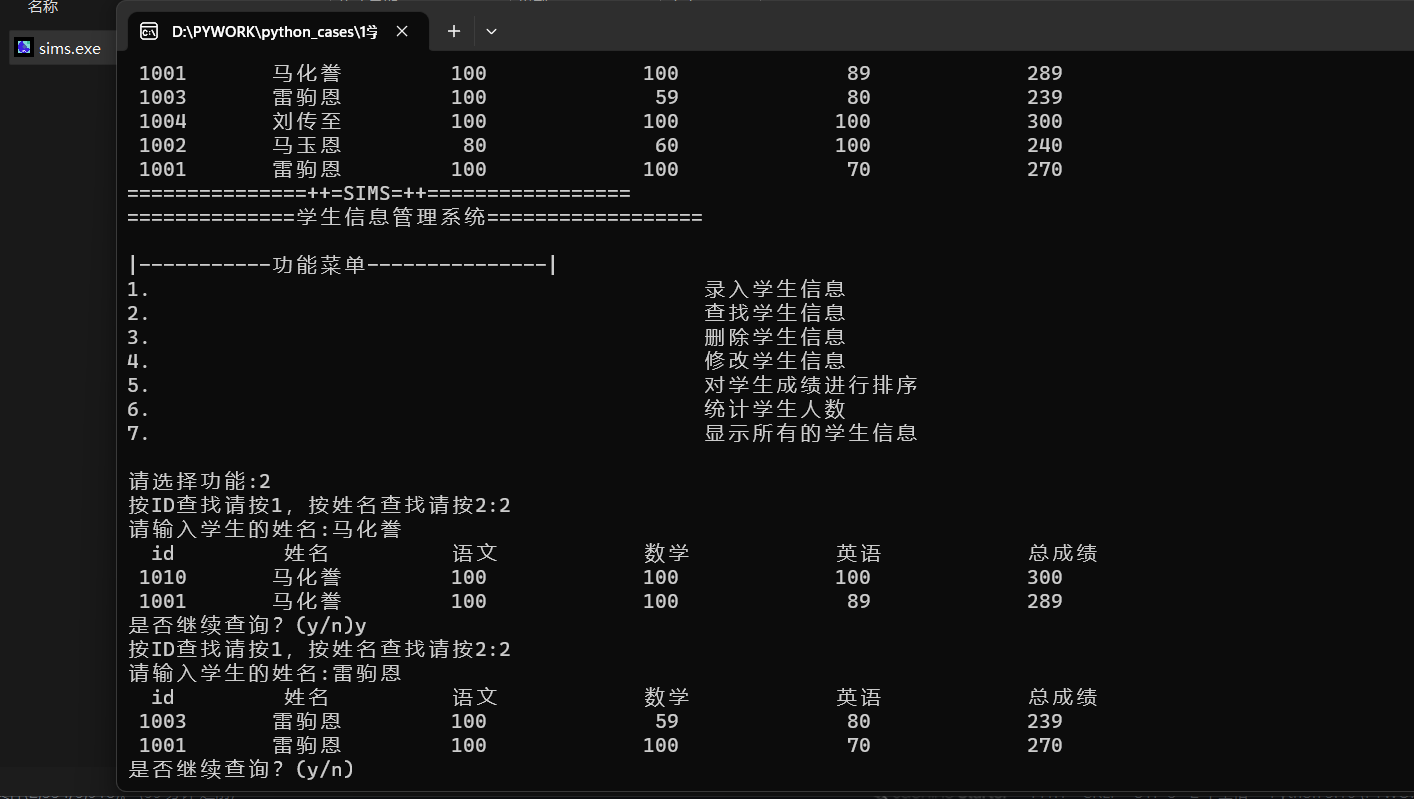 名称
sims.exe
D:\PYWORK\python_cases\1学
1001 马化誉 100 100 89 289
1003 雷驹恩 100 59 80 239
1004 刘传至 100 100 100 300
1002 马玉恩 80 60 100 240
1001 雷驹恩 100 100 70 270
===============++=SIMS=++=================
==============学生信息管理系统==================
|-----------功能菜单---------------|
1. 录入学生信息
2. 查找学生信息
3. 删除学生信息
4. 修改学生信息
5. 对学生成绩进行排序
6. 统计学生人数
7. 显示所有的学生信息
请选择功能:2
按ID查找请按1，按姓名查找请按2:2
请输入学生的姓名:马化誉
id 姓名 语文 数学 英语 总成绩
1010 马化誉 100 100 100 300
1001 马化誉 100 100 89 289
是否继续查询？(y/n)y
按ID查找请按1，按姓名查找请按2:2
请输入学生的姓名:雷驹恩
id 姓名 语文 数学 英语 总成绩
1003 雷驹恩 100 59 80 239
1001 雷驹恩 100 100 70 270
是否继续查询？(y/n)